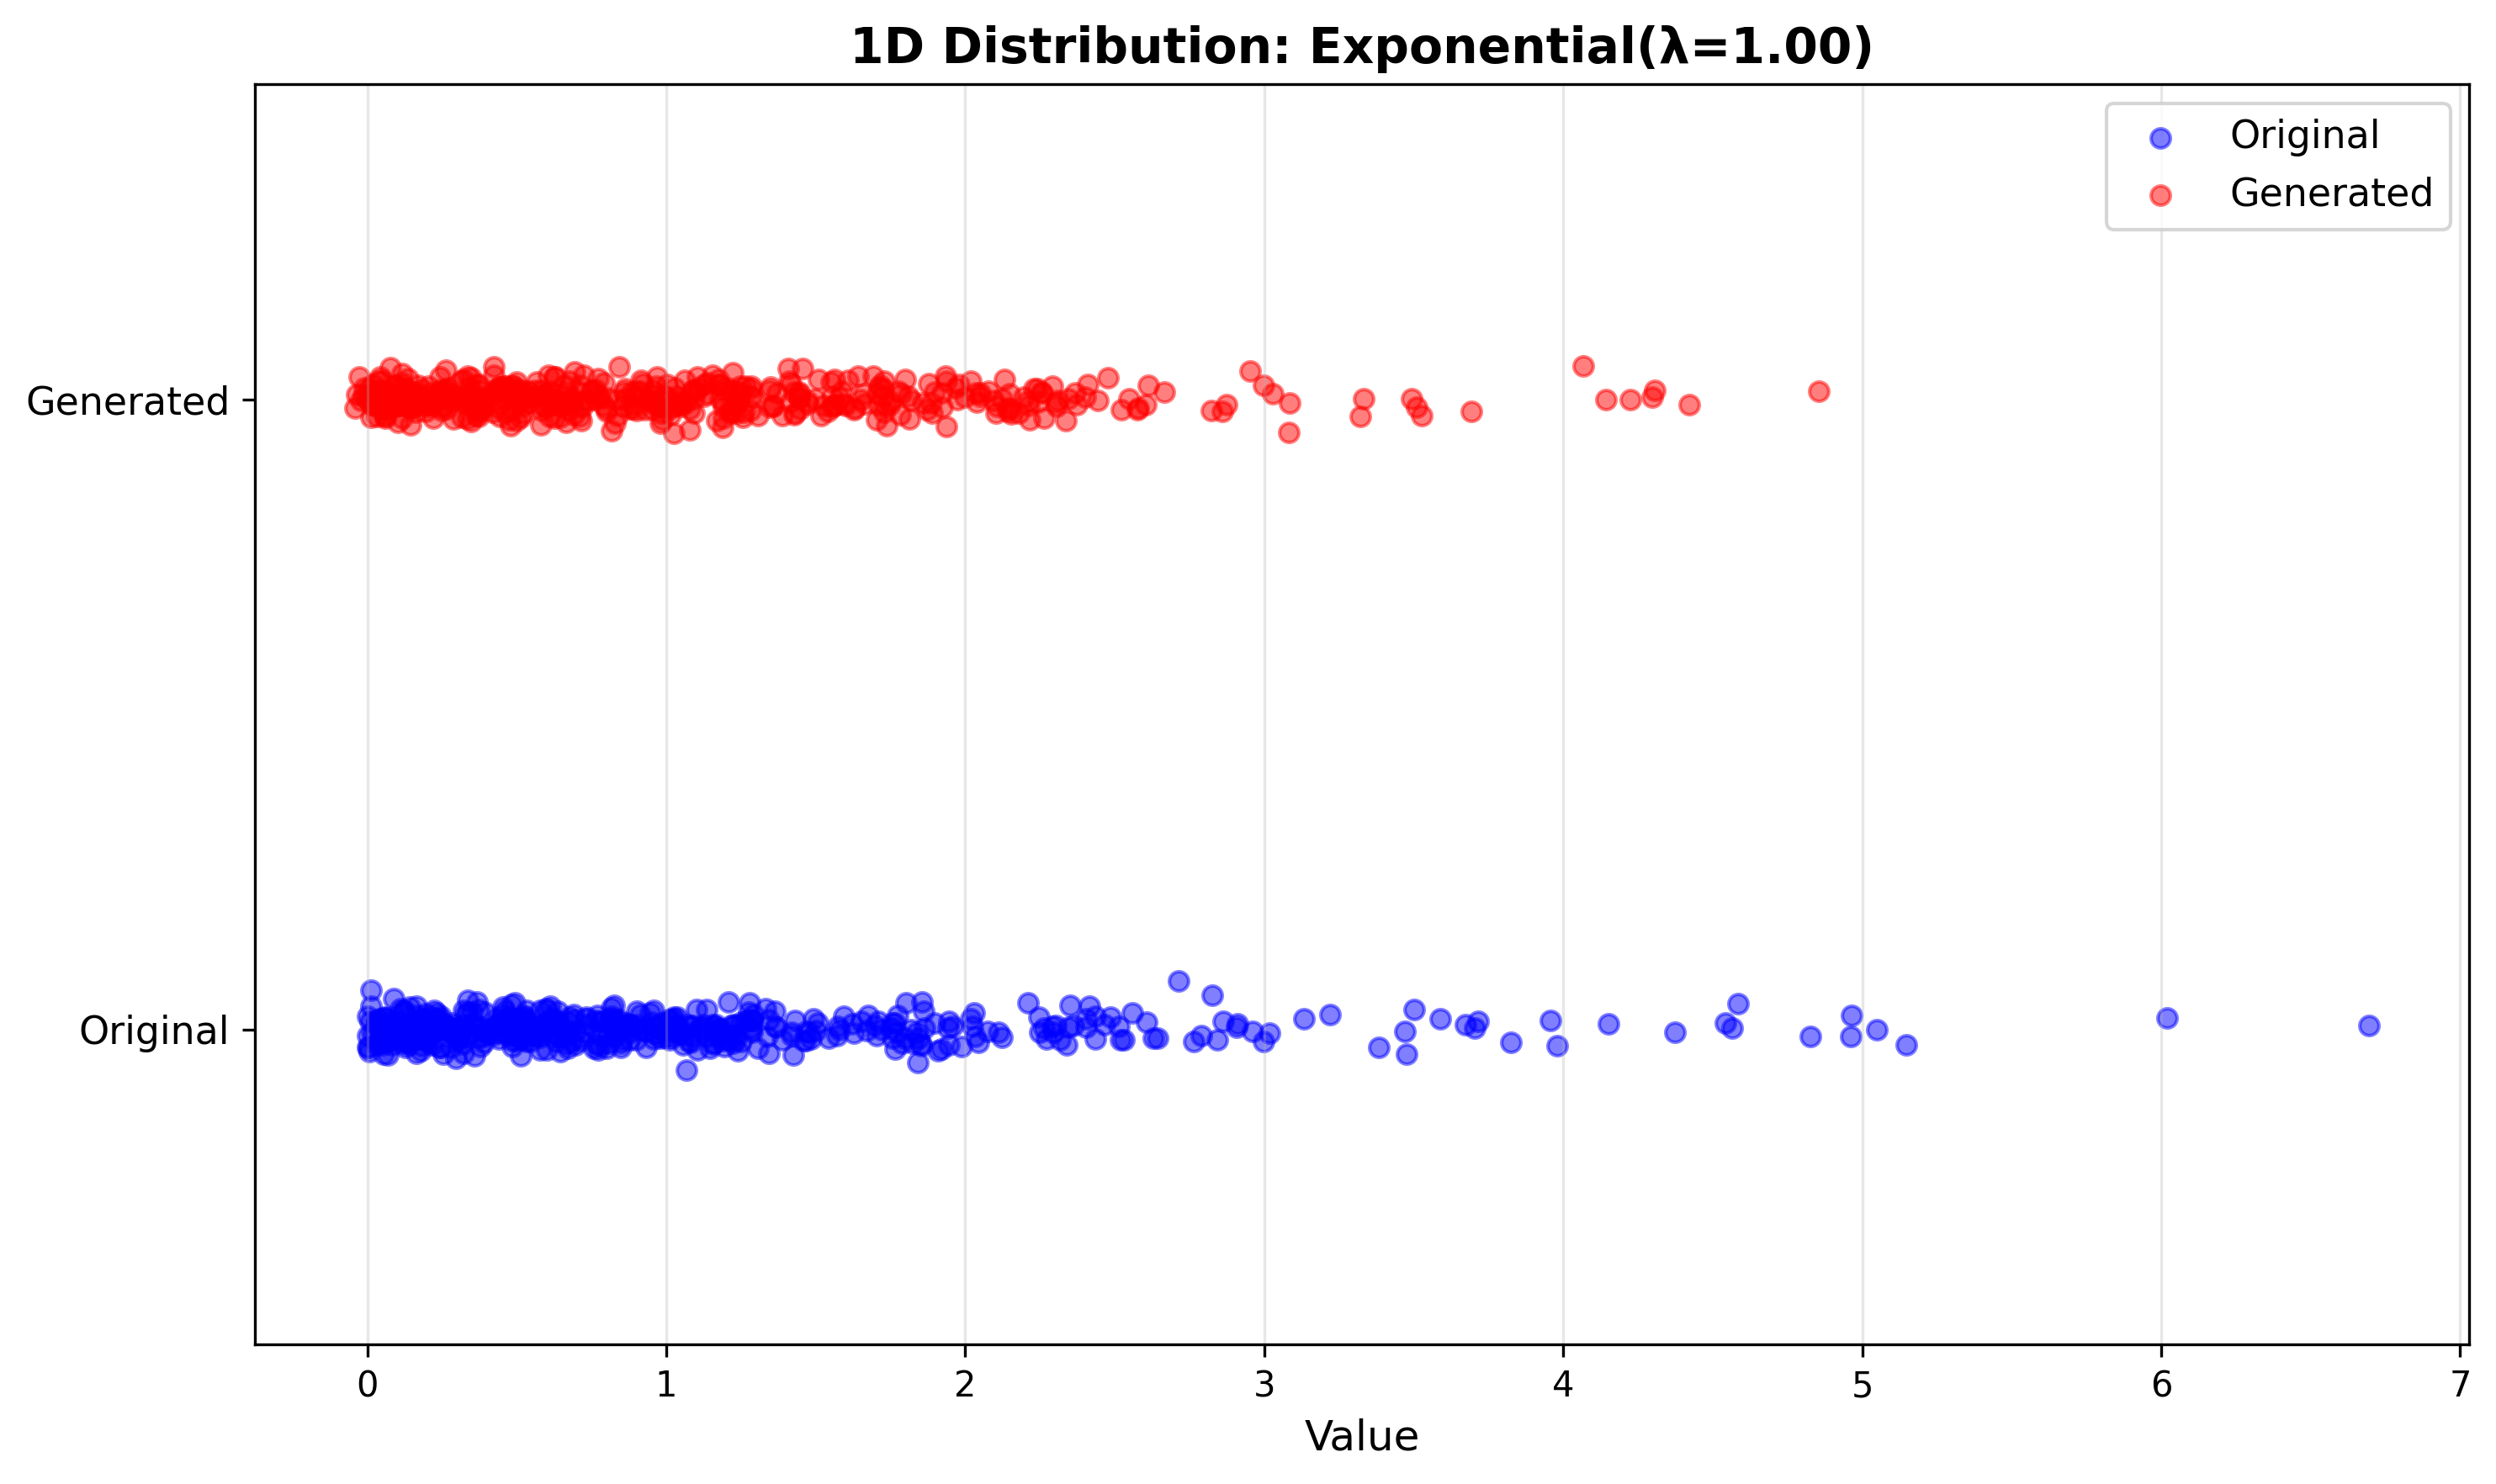 1D Distribution: Exponential(λ=1.00)
Original
Generated
Generated
Original
0 1 2 3 4 5 6 7
Value